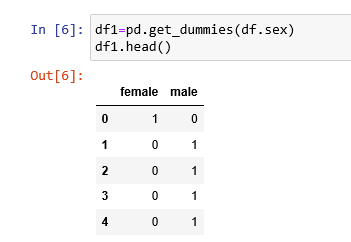 In [6]: df1=pd.get_dummies(df.sex)
df1.head()
Out[6]:
female male
0 1 0
1 0 1
2 0 1
3 0 1
4 0 1